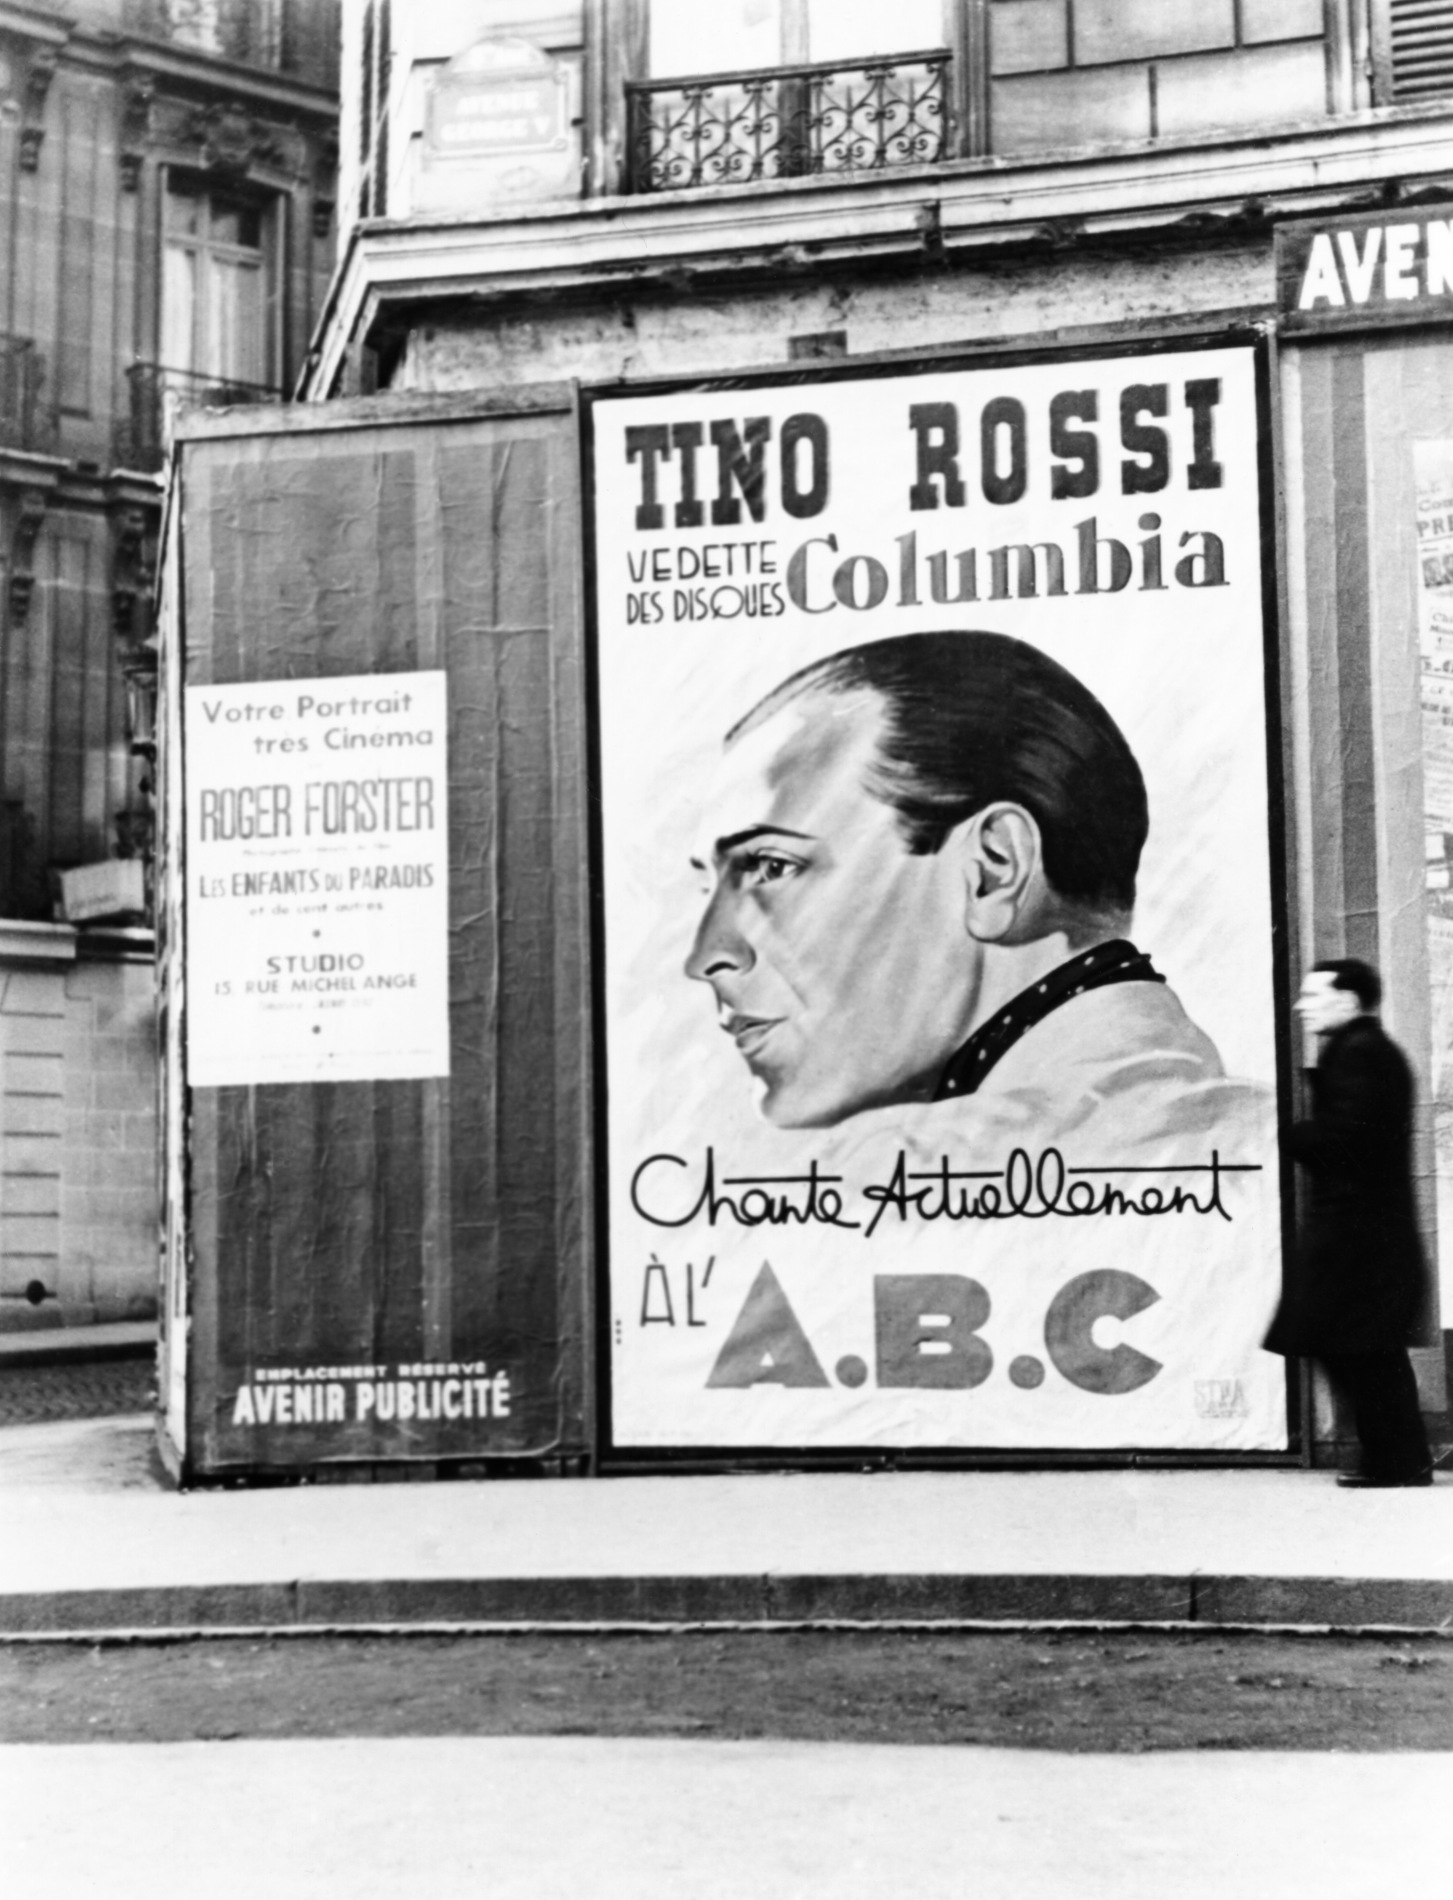 AVENUE
GEORGE V
AVEN
TINO ROSSI
VEDETTE
DES DISQUES Columbia
Chante Actuellement
À L' A.B.C
Votre Portrait
très Cinéma
ROGER FORSTER
LES ENFANTS DU PARADIS
et de cent autres
STUDIO
15, RUE MICHEL ANGE
EMPLACEMENT RÉSERVÉ
AVENIR PUBLICITÉ